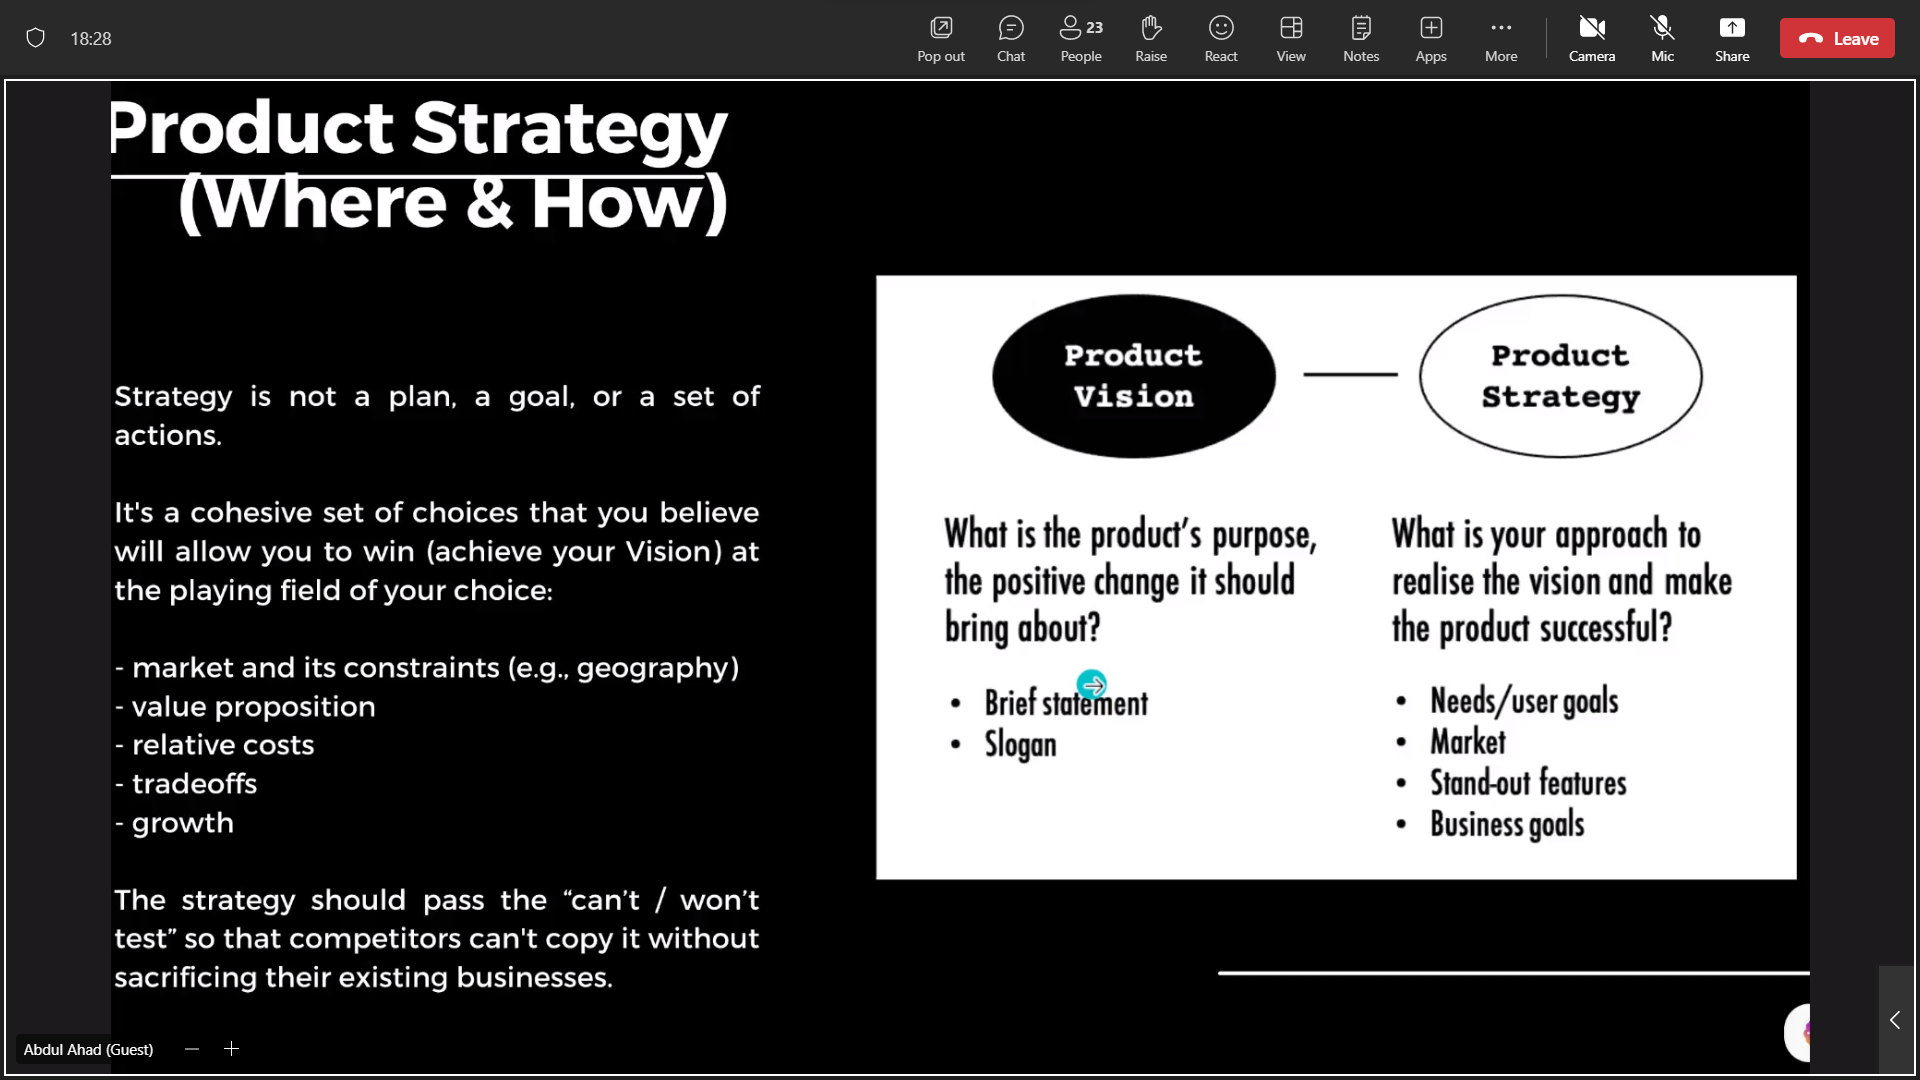 18:28
Pop out
Chat
23
People
Raise
React
View
Notes
Apps
More
Camera
Mic
Share
Leave
Product Strategy
(Where & How)
Strategy is not a plan, a goal, or a set of
actions.
It's a cohesive set of choices that you believe
will allow you to win (achieve your Vision) at
the playing field of your choice:
- market and its constraints (e.g., geography)
- value proposition
- relative costs
- tradeoffs
- growth
The strategy should pass the “can’t / won’t
test” so that competitors can't copy it without
sacrificing their existing businesses.
Product
Vision
What is the product’s purpose,
the positive change it should
bring about?
• Brief statement
• Slogan
Product
Strategy
What is your approach to
realise the vision and make
the product successful?
• Needs/user goals
• Market
• Stand-out features
• Business goals
Abdul Ahad (Guest)